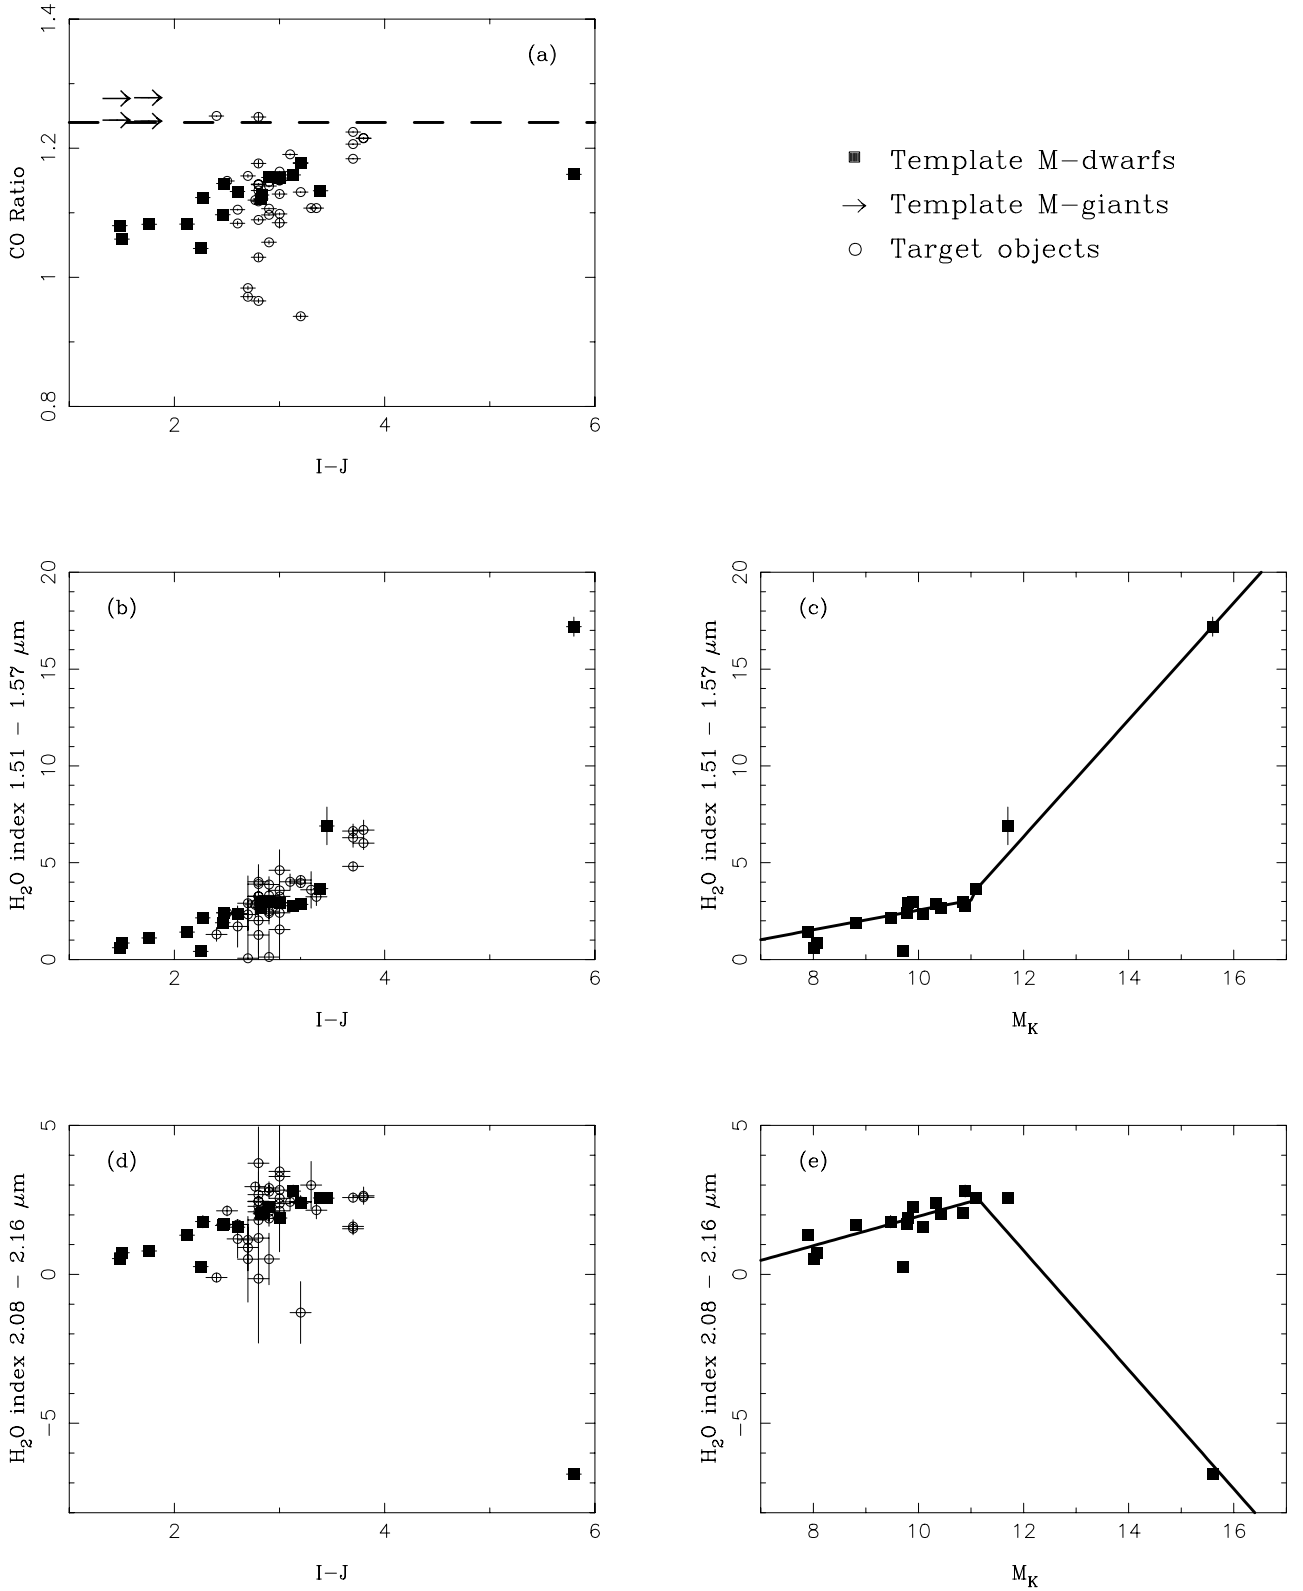 (a)
1.4
1.2
1
0.8
CO Ratio
2
4
6
I−J
Template M−dwarfs
Template M−giants
Target objects
(b)
20
15
10
5
0
H₂O index 1.51 − 1.57 μm
2
4
6
I−J
(c)
20
15
10
5
0
H₂O index 1.51 − 1.57 μm
8
10
12
14
16
M_K
(d)
5
0
−5
H₂O index 2.08 − 2.16 μm
2
4
6
I−J
(e)
5
0
−5
H₂O index 2.08 − 2.16 μm
8
10
12
14
16
M_K